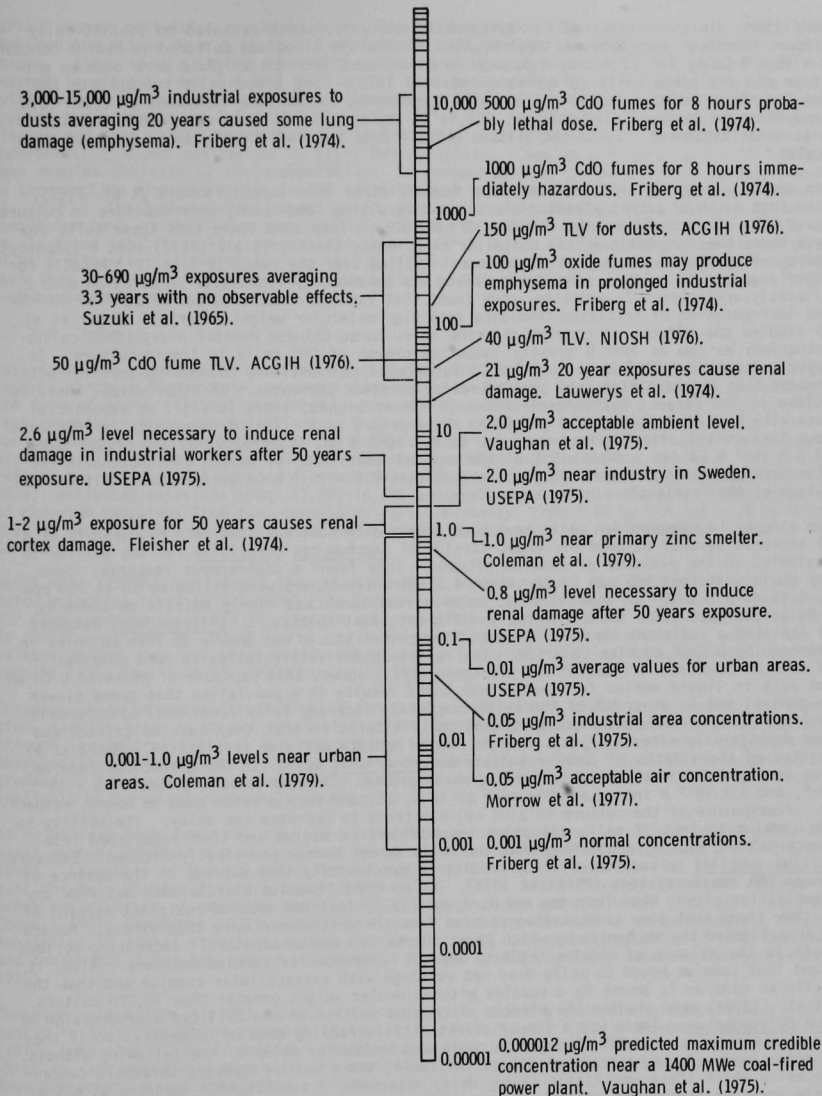 3,000-15,000 µg/m³ industrial exposures to
dusts averaging 20 years caused some lung
damage (emphysema). Friberg et al. (1974).
30-690 µg/m³ exposures averaging
3.3 years with no observable effects.
Suzuki et al. (1965).
50 µg/m³ CdO fume TLV. ACGIH (1976).
2.6 µg/m³ level necessary to induce renal
damage in industrial workers after 50 years
exposure. USEPA (1975).
1-2 µg/m³ exposure for 50 years causes renal
cortex damage. Fleisher et al. (1974).
0.001-1.0 µg/m³ levels near urban
areas. Coleman et al. (1979).
10,000
1000
100
10
1.0
0.1
0.01
0.001
0.0001
0.00001
5000 µg/m³ CdO fumes for 8 hours proba-
bly lethal dose. Friberg et al. (1974).
1000 µg/m³ CdO fumes for 8 hours imme-
diately hazardous. Friberg et al. (1974).
150 µg/m³ TLV for dusts. ACGIH (1976).
100 µg/m³ oxide fumes may produce
emphysema in prolonged industrial
exposures. Friberg et al. (1974).
40 µg/m³ TLV. NIOSH (1976).
21 µg/m³ 20 year exposures cause renal
damage. Lauwerys et al. (1974).
2.0 µg/m³ acceptable ambient level.
Vaughan et al. (1975).
2.0 µg/m³ near industry in Sweden.
USEPA (1975).
1.0 µg/m³ near primary zinc smelter.
Coleman et al. (1979).
0.8 µg/m³ level necessary to induce
renal damage after 50 years exposure.
USEPA (1975).
0.01 µg/m³ average values for urban areas.
USEPA (1975).
0.05 µg/m³ industrial area concentrations.
Friberg et al. (1975).
0.05 µg/m³ acceptable air concentration.
Morrow et al. (1977).
0.001 µg/m³ normal concentrations.
Friberg et al. (1975).
0.000012 µg/m³ predicted maximum credible
concentration near a 1400 MWe coal-fired
power plant. Vaughan et al. (1975).